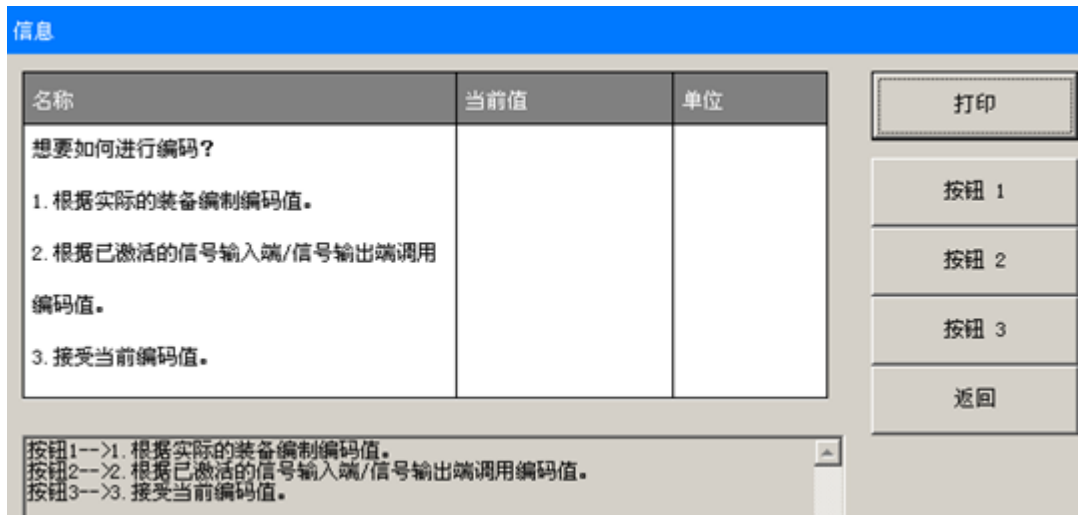 信息
名称 当前值 单位
想要如何进行编码?
1.根据实际的装备编制编码值。
2.根据已激活的信号输入端/信号输出端调用
编码值。
3.接受当前编码值。
打印
按钮 1
按钮 2
按钮 3
返回
按钮1-->1.根据实际的装备编制编码值。
按钮2-->2.根据已激活的信号输入端/信号输出端调用编码值。
按钮3-->3.接受当前编码值。